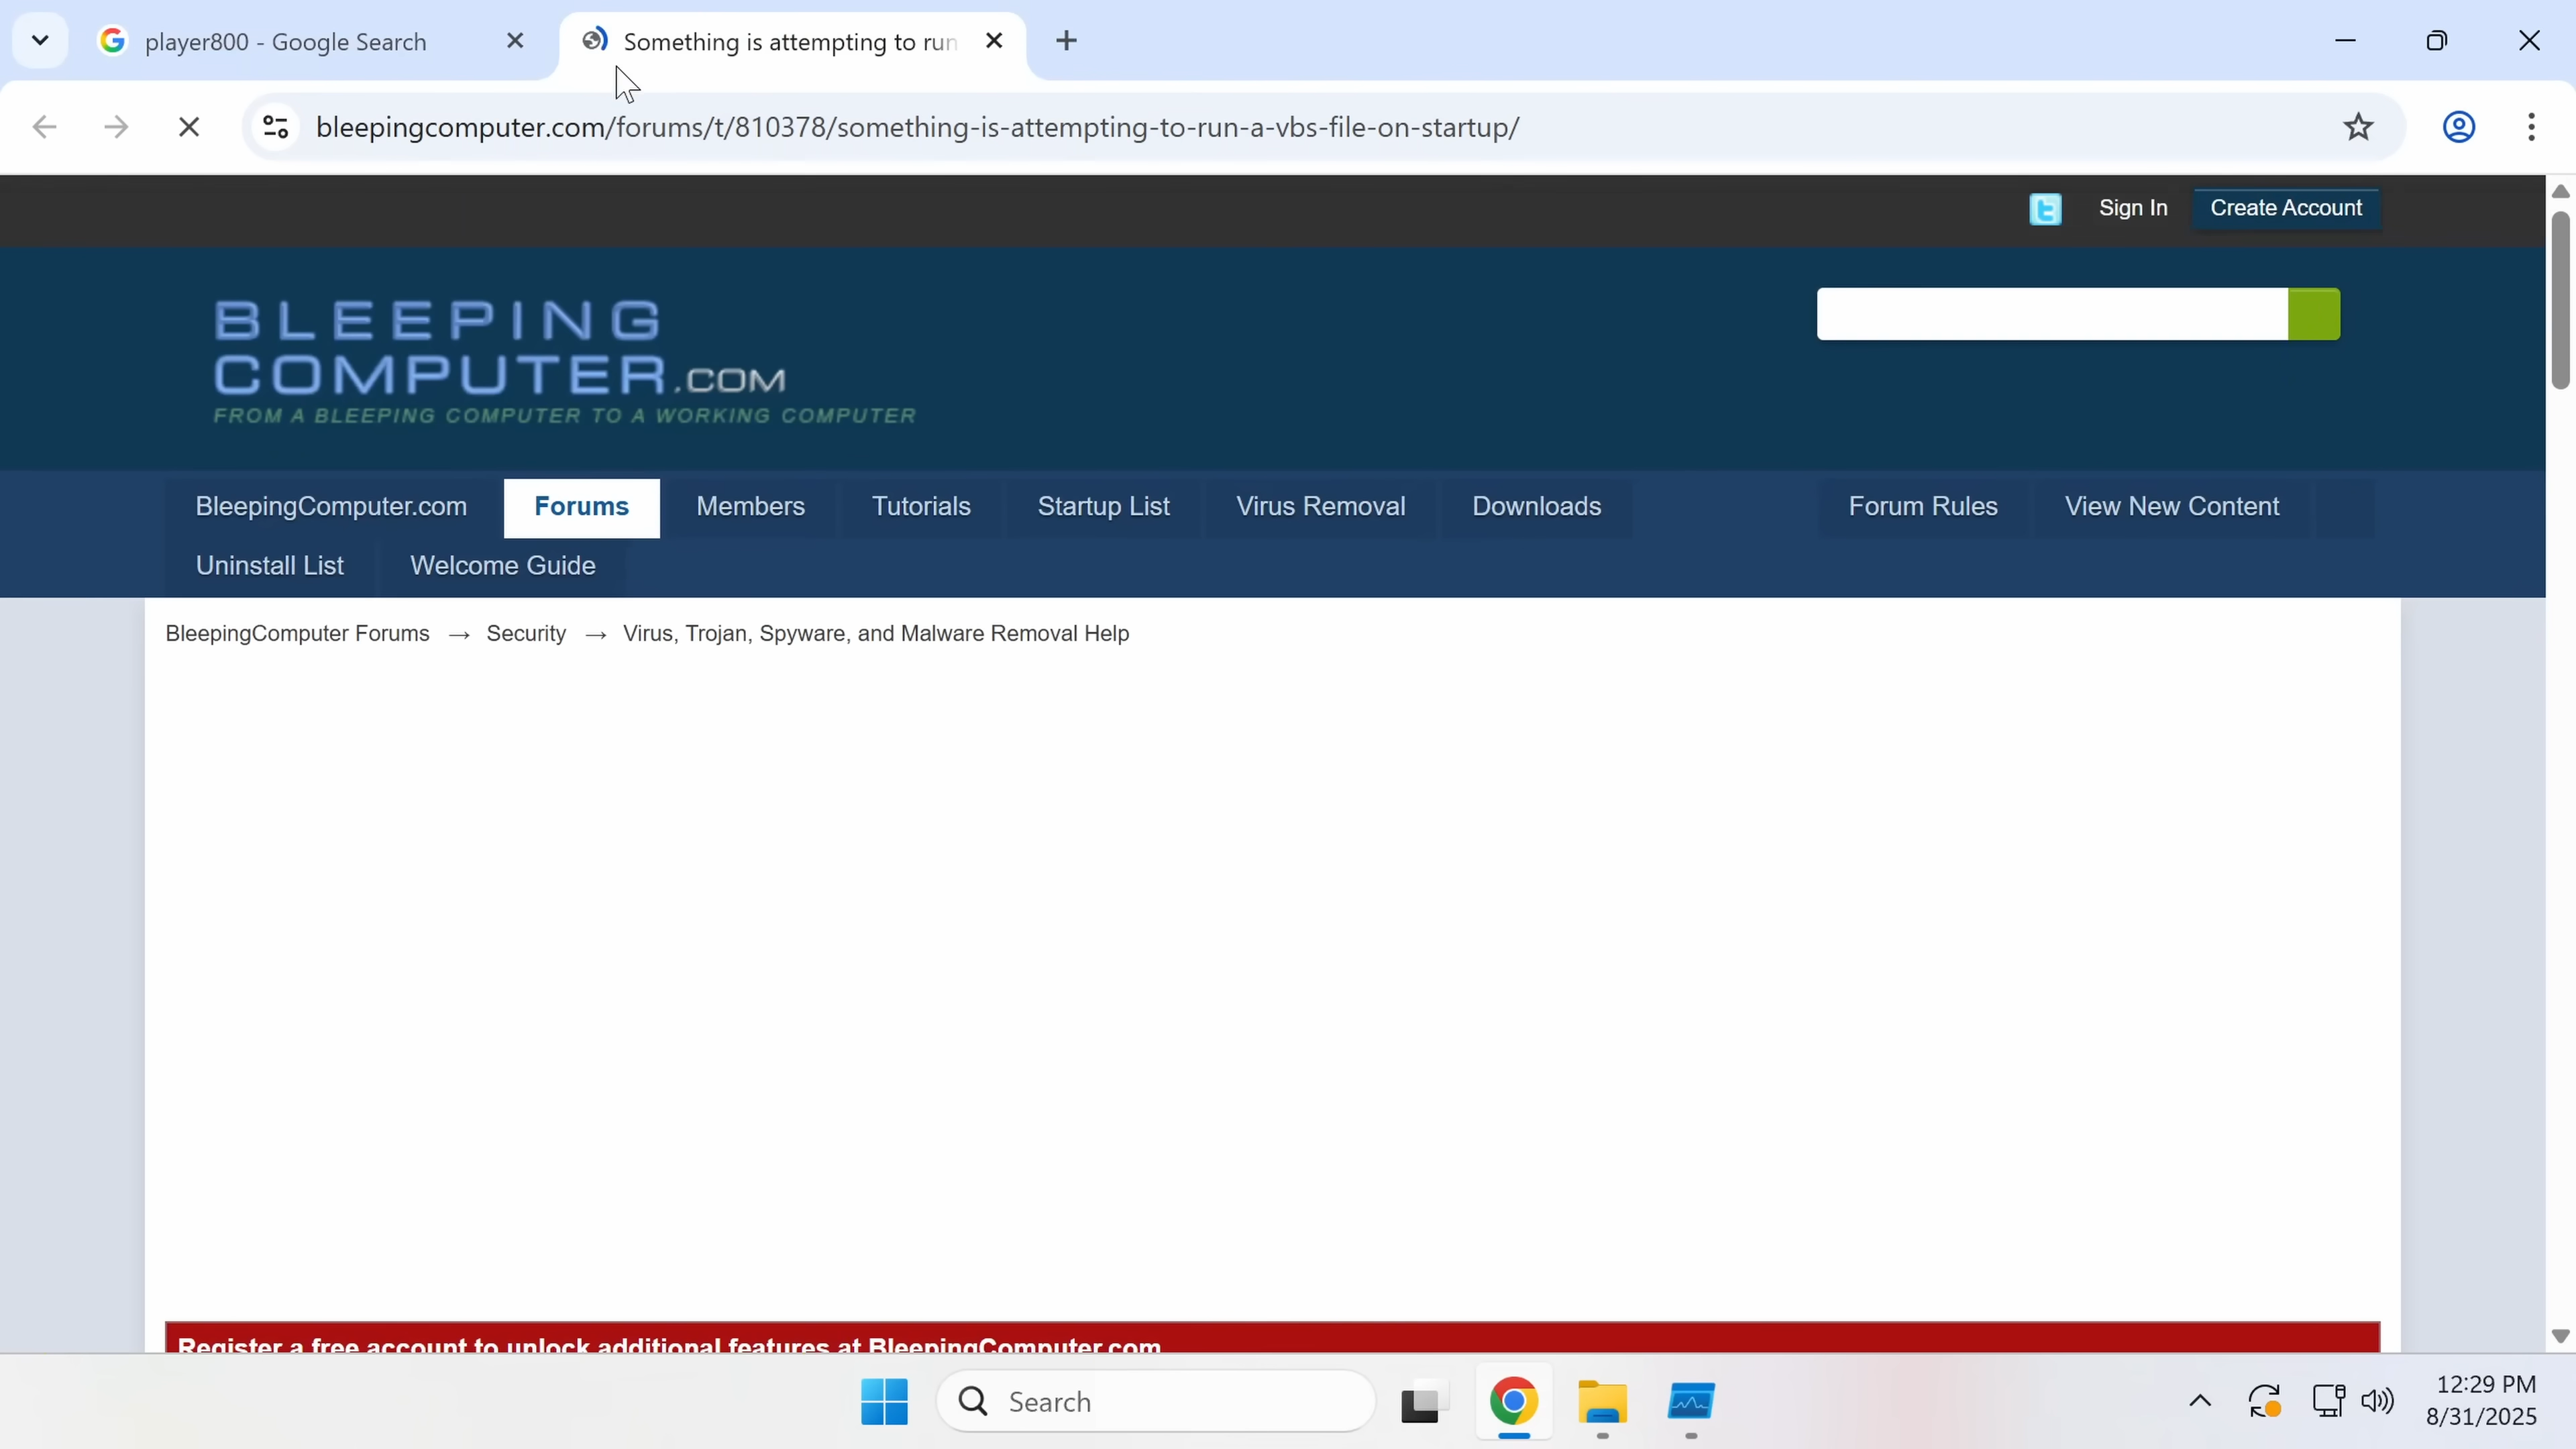 player800 - Google Search
Something is attempting to run
bleepingcomputer.com/forums/t/810378/something-is-attempting-to-run-a-vbs-file-on-startup/
Sign In
Create Account
BLEEPING
COMPUTER.COM
FROM A BLEEPING COMPUTER TO A WORKING COMPUTER
BleepingComputer.com
Forums
Members
Tutorials
Startup List
Virus Removal
Downloads
Forum Rules
View New Content
Uninstall List
Welcome Guide
BleepingComputer Forums → Security → Virus, Trojan, Spyware, and Malware Removal Help
Register a free account to unlock additional features at BleepingComputer.com
Search
12:29 PM
8/31/2025